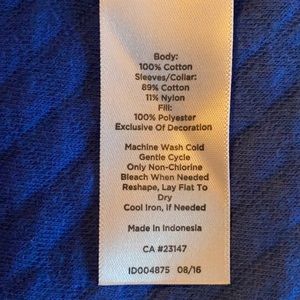 Body:
100% Cotton
Sleeves/Collar:
89% Cotton
11% Nylon
Fill:
100% Polyester
Exclusive Of Decoration
Machine Wash Cold
Gentle Cycle
Only Non-Chlorine
Bleach When Needed
Reshape, Lay Flat To
Dry
Cool Iron, if Needed
Made in Indonesia
CA #23147
ID004875 08/16